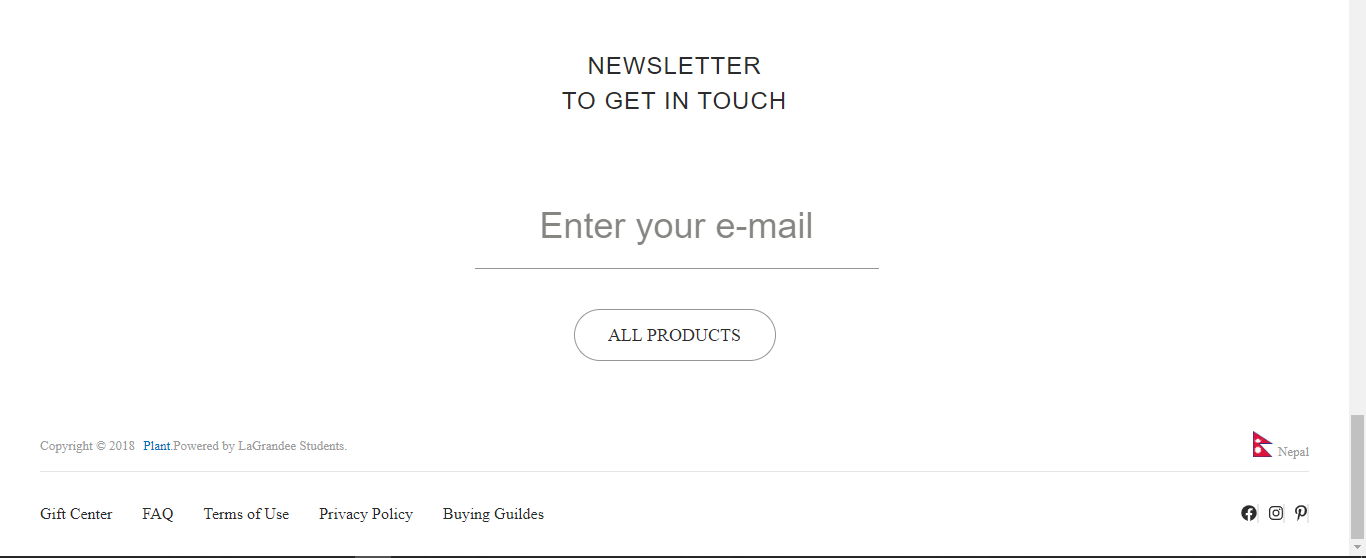 NEWSLETTER
TO GET IN TOUCH
Enter your e-mail
ALL PRODUCTS
Copyright © 2018 Plant.Powered by LaGrandee Students.
Nepal
Gift Center FAQ Terms of Use Privacy Policy Buying Guildes